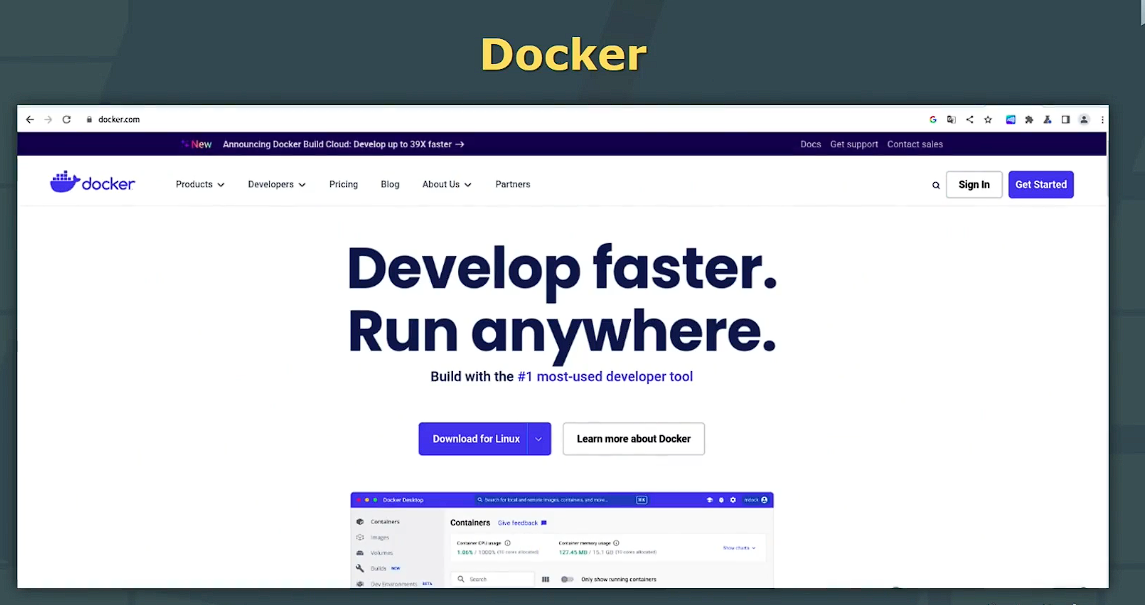 Docker
docker.com
New Announcing Docker Build Cloud: Develop up to 39X faster → Docs Get support Contact sales
docker Products Developers Pricing Blog About Us Partners Sign In Get Started
Develop faster.
Run anywhere.
Build with the #1 most-used developer tool
Download for Linux Learn more about Docker
Docker Desktop Search for local and remote images, containers, and more...
Containers Containers Give feedback
Images Container CPU usage Container memory usage
Volumes 1.86% / 1000% (10 cores allocated) 127.45 MB / 15.1 GB (10 cores allocated) Show charts
Builds NEW
Dev Environments BETA Search Only show running containers